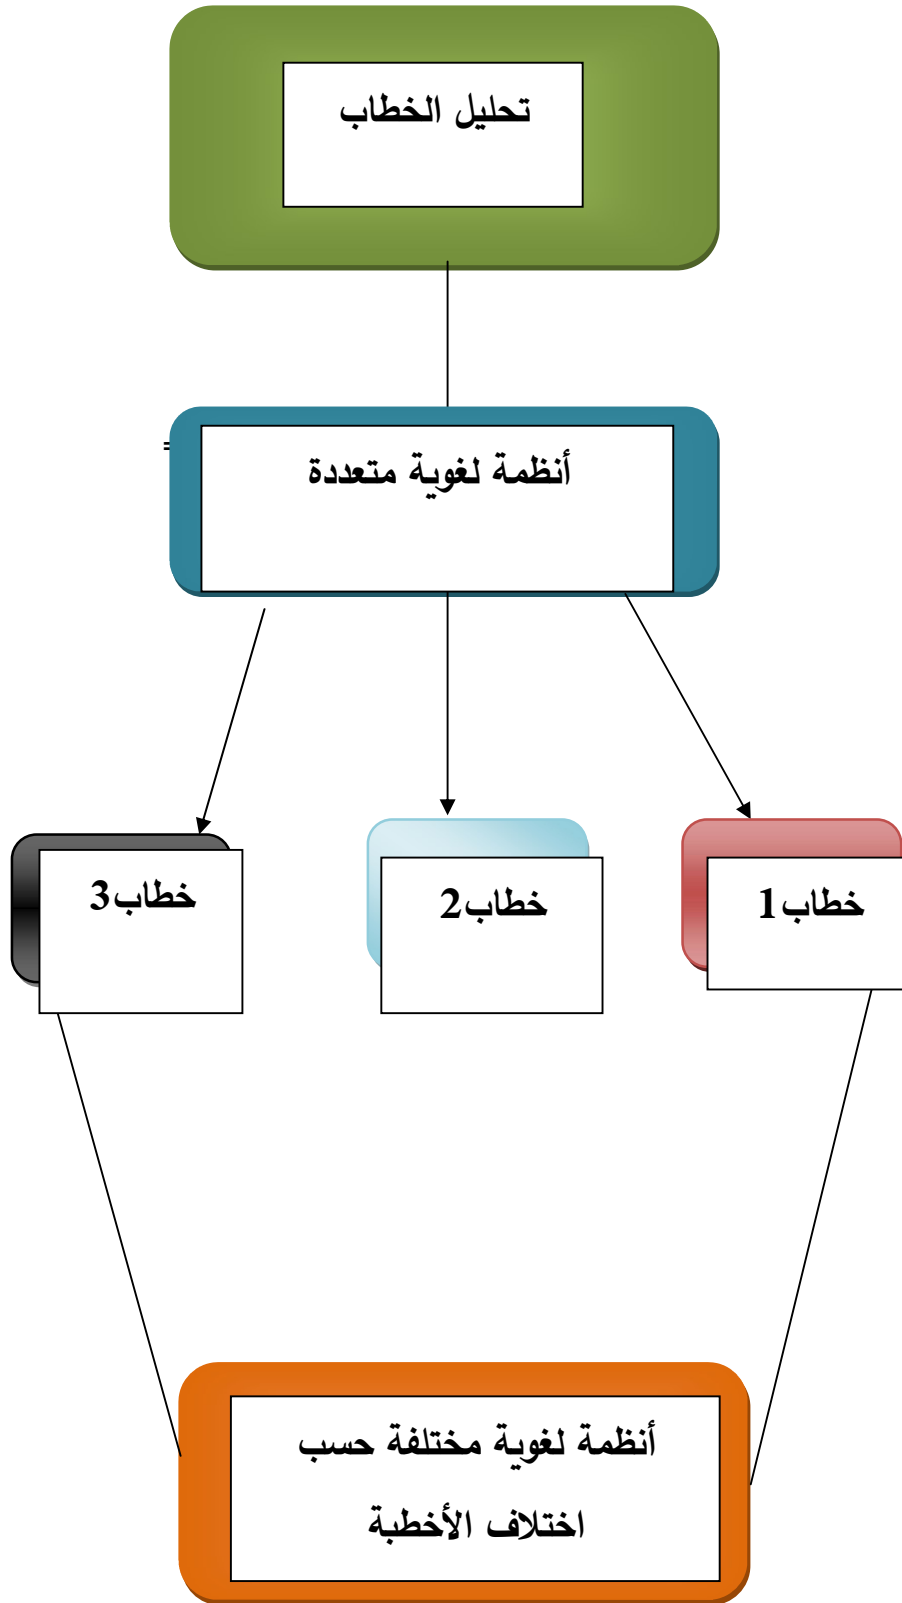 تحليل الخطاب
=
أنظمة لغوية متعددة
خطاب1
خطاب2
خطاب3
أنظمة لغوية مختلفة حسب
اختلاف الأخطبة